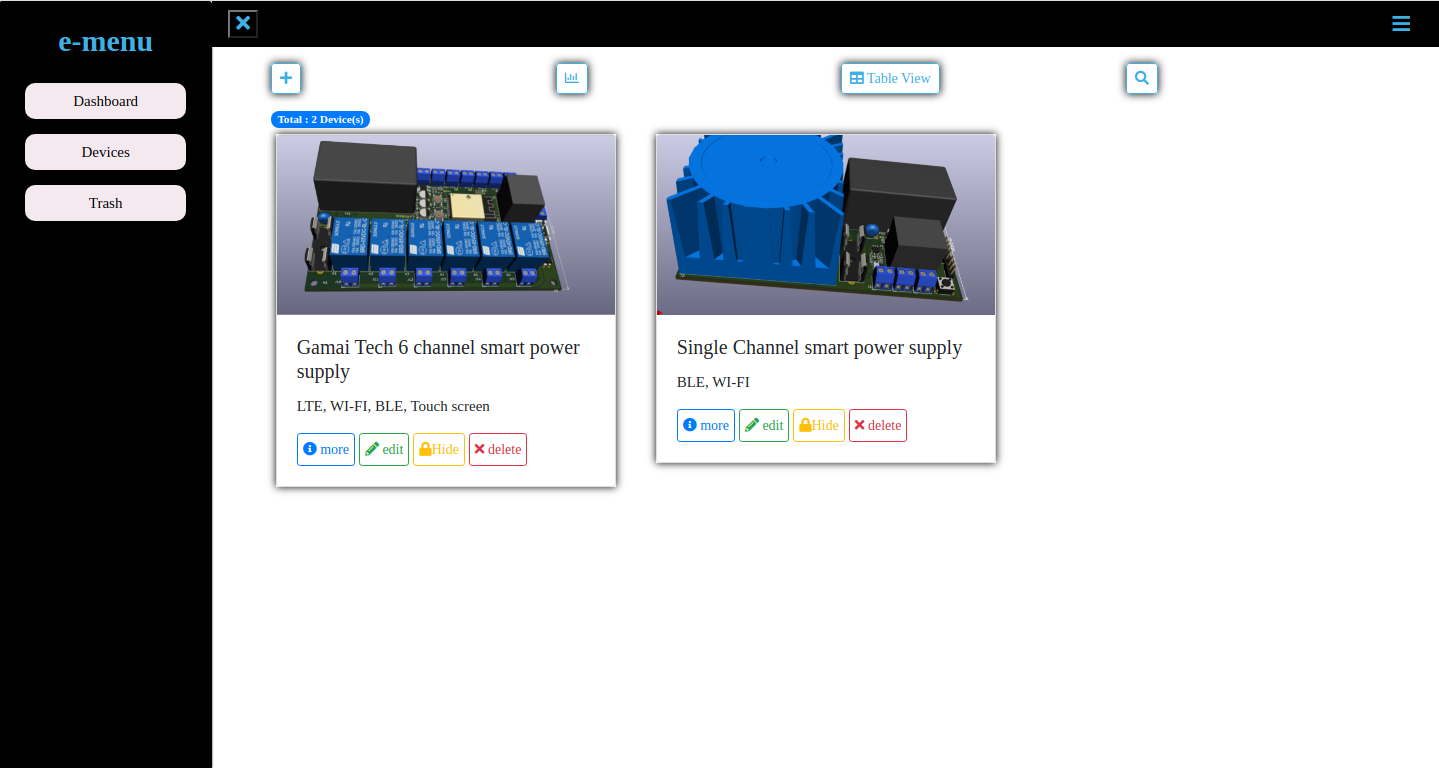 e-menu
Dashboard
Devices
Trash
Table View
Total : 2 Device(s)
Gamai Tech 6 channel smart power
supply
LTE, WI-FI, BLE, Touch screen
more edit Hide delete
Single Channel smart power supply
BLE, WI-FI
more edit Hide delete